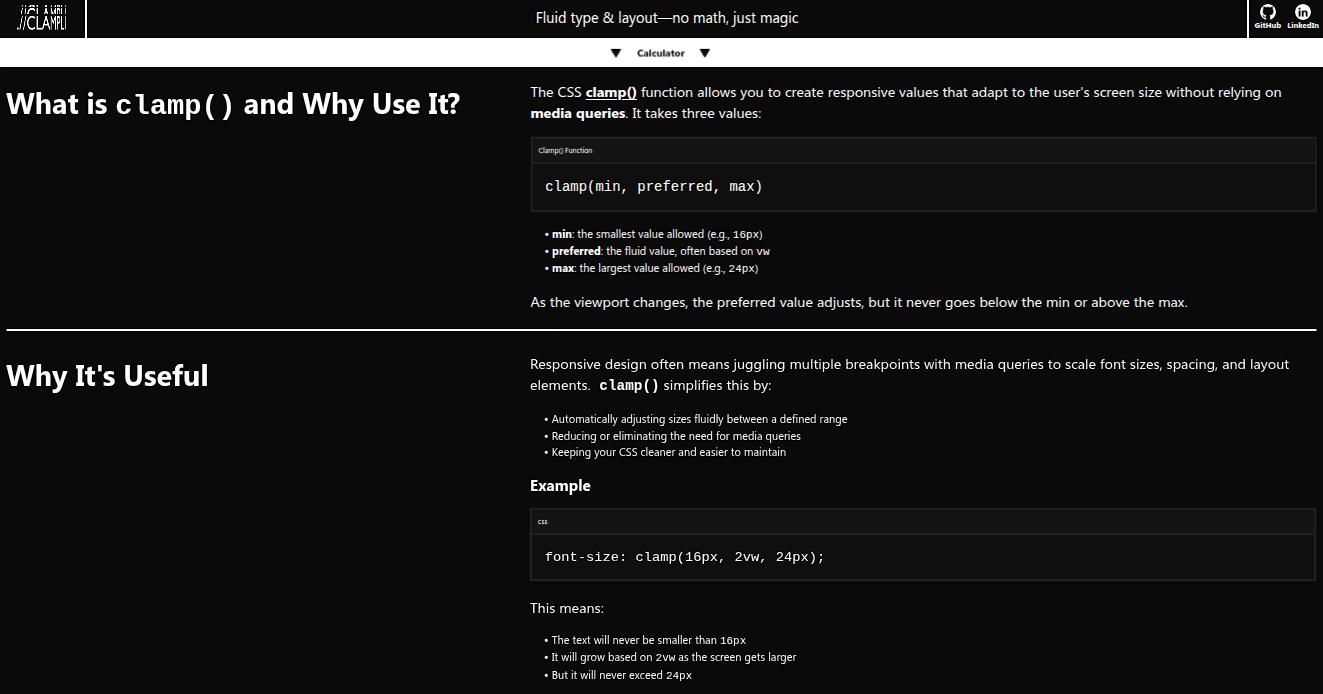 //CLAMP//
Fluid type & layout—no math, just magic
GitHub LinkedIn
▼ Calculator ▼
What is clamp() and Why Use It?
The CSS clamp() function allows you to create responsive values that adapt to the user's screen size without relying on
media queries. It takes three values:
Clamp() Function
clamp(min, preferred, max)
• min: the smallest value allowed (e.g., 16px)
• preferred: the fluid value, often based on vw
• max: the largest value allowed (e.g., 24px)
As the viewport changes, the preferred value adjusts, but it never goes below the min or above the max.
Why It's Useful
Responsive design often means juggling multiple breakpoints with media queries to scale font sizes, spacing, and layout
elements. clamp() simplifies this by:
• Automatically adjusting sizes fluidly between a defined range
• Reducing or eliminating the need for media queries
• Keeping your CSS cleaner and easier to maintain
Example
css
font-size: clamp(16px, 2vw, 24px);
This means:
• The text will never be smaller than 16px
• It will grow based on 2vw as the screen gets larger
• But it will never exceed 24px